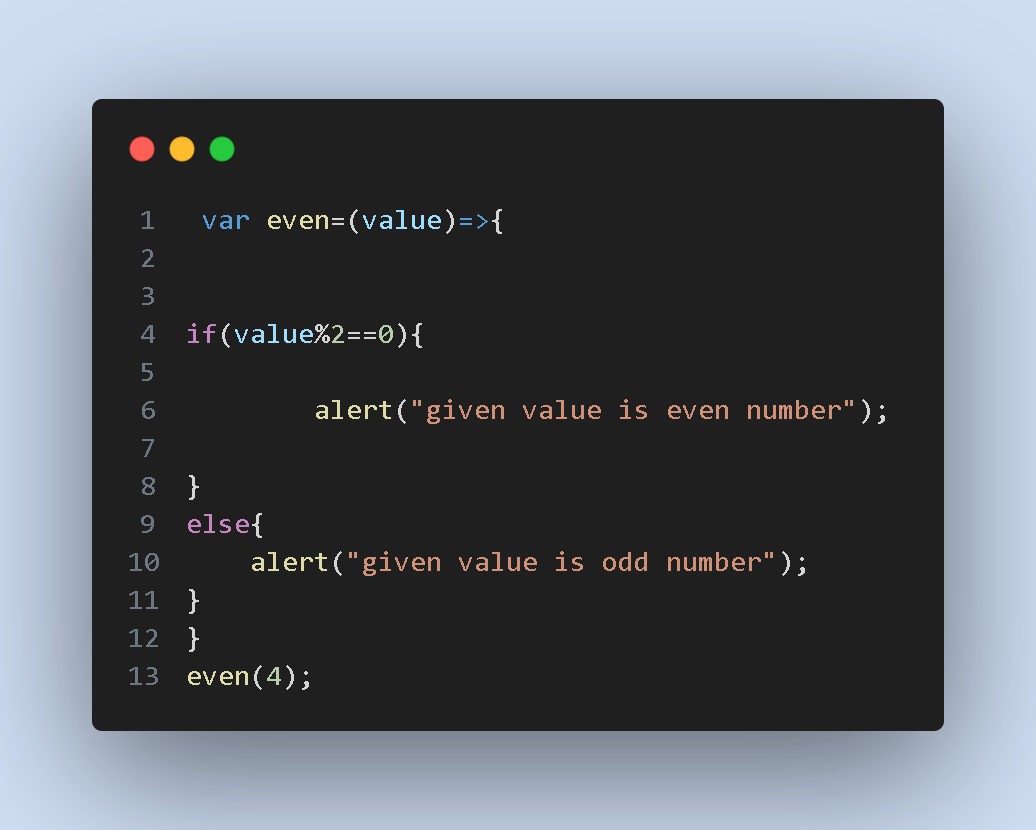 1 var even=(value)=>{
2
3
4 if(value%2==0){
5
6 alert("given value is even number");
7
8 }
9 else{
10 alert("given value is odd number");
11 }
12 }
13 even(4);